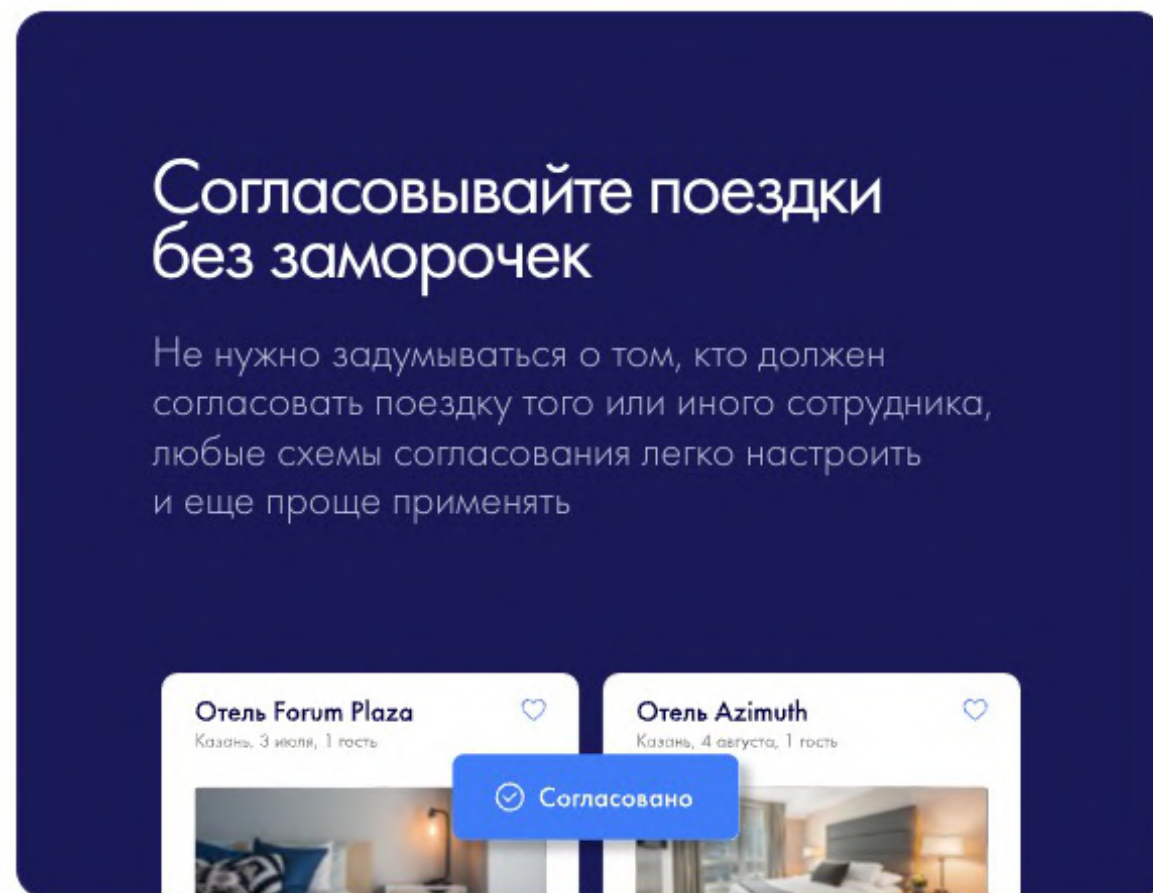 Согласовывайте поездки
без заморочек
Не нужно задумываться о том, кто должен
согласовать поездку того или иного сотрудника,
любые схемы согласования легко настроить
и еще проще применять
Отель Forum Plaza
Казань, 3 июля, 1 гость
Отель Azimuth
Казань, 4 августа, 1 гость
Согласовано